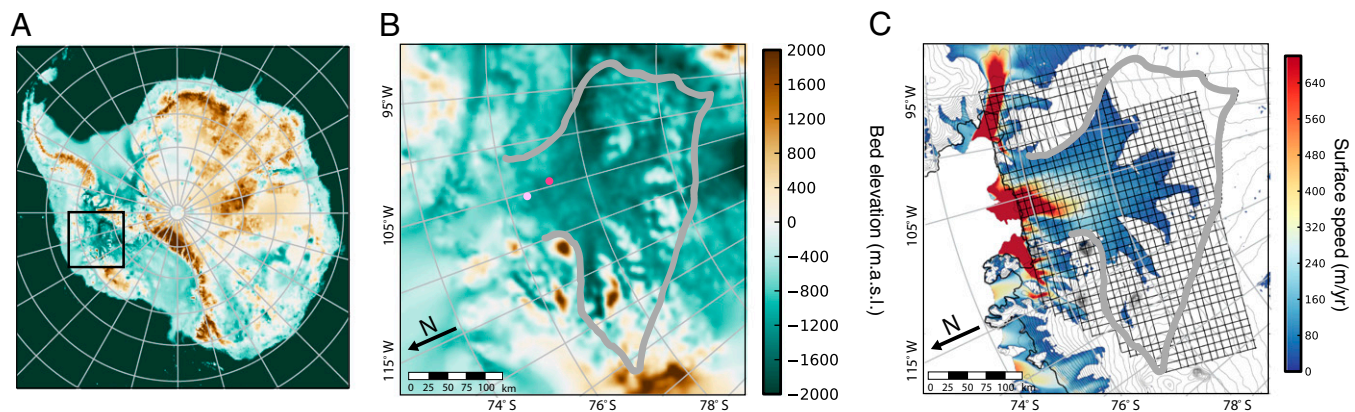 A
B
C
95°W
105°W
115°W
N
0 25 50 75 100 km
74°S
76°S
78°S
2000
1600
1200
800
400
0
−400
−800
−1200
−1600
−2000
Bed elevation (m.a.s.l.)
95°W
105°W
115°W
N
0 25 50 75 100 km
74°S
76°S
78°S
640
560
480
400
320
240
160
80
0
Surface speed (m/yr)